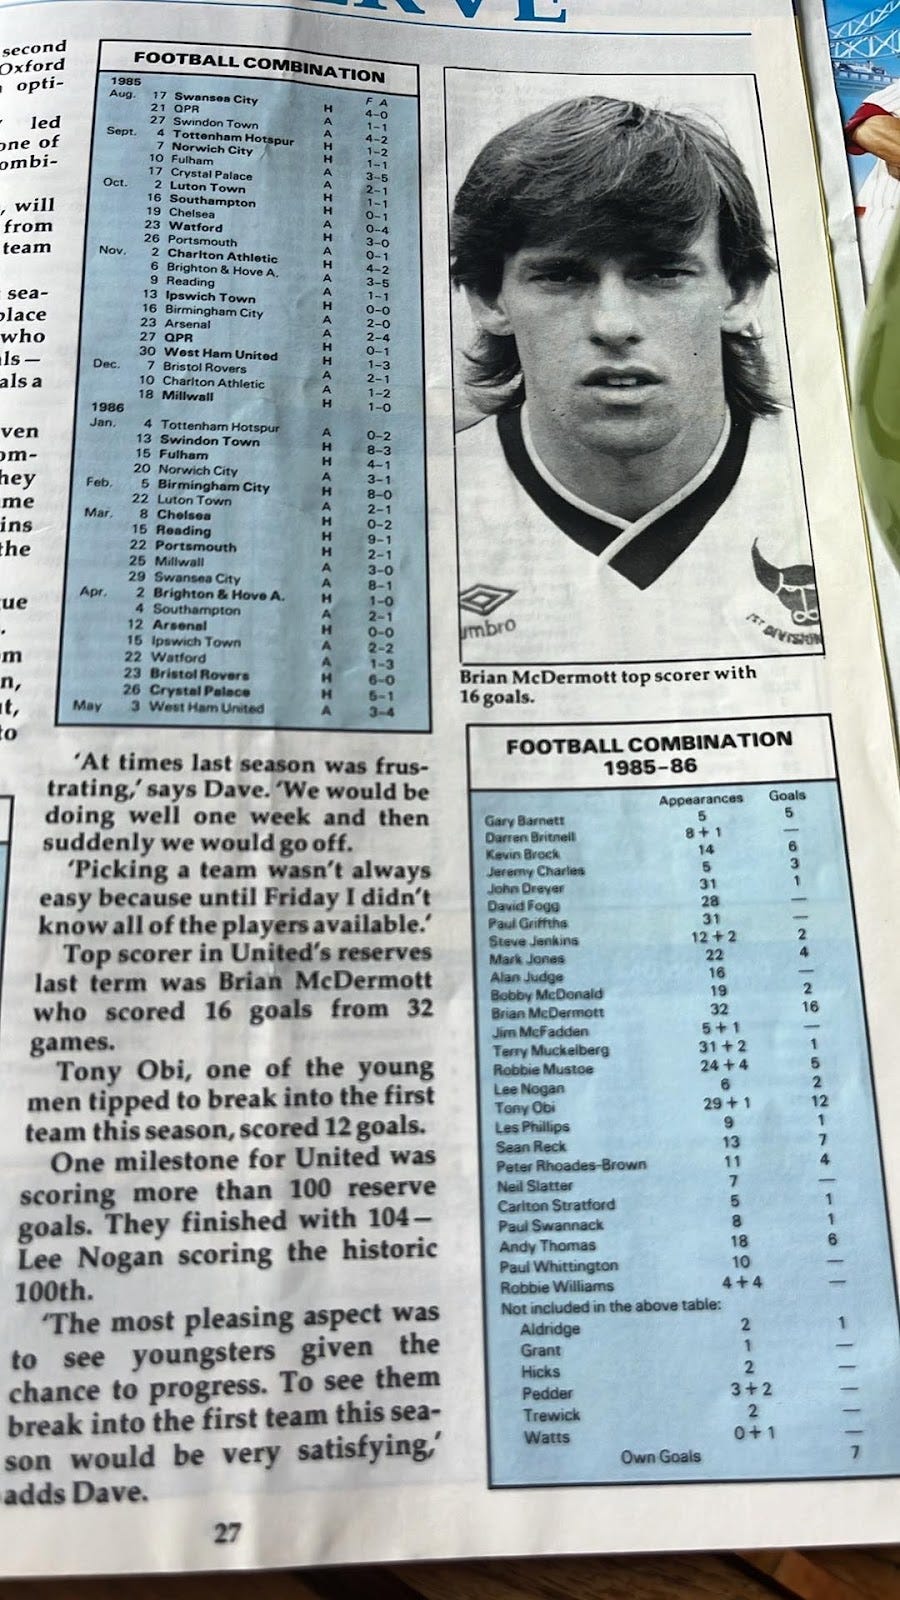 ERVE
second
Oxford
opti-
led
one of
ombi-
, will
from
team
sea-
place
who
als—
als a
ven
om-
hey
me
ins
the
ue
.
m
n,
ut,
to
FOOTBALL COMBINATION
1985
F A
Aug. 17 Swansea City H 4–0
21 QPR A 1–1
27 Swindon Town A 4–2
Sept. 4 Tottenham Hotspur H 1–2
7 Norwich City H 1–1
10 Fulham A 3–5
17 Crystal Palace A 2–1
Oct. 2 Luton Town H 1–1
16 Southampton H 0–1
19 Chelsea A 0–4
23 Watford H 3–0
26 Portsmouth A 0–1
Nov. 2 Charlton Athletic H 4–2
6 Brighton & Hove A. A 3–5
9 Reading A 1–1
13 Ipswich Town H 0–0
16 Birmingham City A 2–0
23 Arsenal A 2–4
27 QPR H 0–1
30 West Ham United H 1–3
Dec. 7 Bristol Rovers A 2–1
10 Charlton Athletic A 1–2
18 Millwall H 1–0
1986
Jan. 4 Tottenham Hotspur A 0–2
13 Swindon Town H 8–3
15 Fulham H 4–1
20 Norwich City A 3–1
Feb. 5 Birmingham City H 8–0
22 Luton Town A 2–1
Mar. 8 Chelsea H 0–2
15 Reading H 9–1
22 Portsmouth H 2–1
25 Millwall A 3–0
29 Swansea City A 8–1
Apr. 2 Brighton & Hove A. H 1–0
4 Southampton A 2–1
12 Arsenal H 0–0
15 Ipswich Town A 2–2
22 Watford A 1–3
23 Bristol Rovers H 6–0
26 Crystal Palace H 5–1
May 3 West Ham United A 3–4
'At times last season was frus-
trating,' says Dave. 'We would be
doing well one week and then
suddenly we would go off.
'Picking a team wasn't always
easy because until Friday I didn't
know all of the players available.'
Top scorer in United's reserves
last term was Brian McDermott
who scored 16 goals from 32
games.
Tony Obi, one of the young
men tipped to break into the first
team this season, scored 12 goals.
One milestone for United was
scoring more than 100 reserve
goals. They finished with 104—
Lee Nogan scoring the historic
100th.
'The most pleasing aspect was
to see youngsters given the
chance to progress. To see them
break into the first team this sea-
son would be very satisfying,'
adds Dave.
27
umbro
1ST DIVISION
Brian McDermott top scorer with
16 goals.
FOOTBALL COMBINATION
1985–86
Appearances Goals
Gary Barnett 5 5
Darren Britnell 8+1 —
Kevin Brock 14 6
Jeremy Charles 5 3
John Dreyer 31 1
David Fogg 28 —
Paul Griffths 31 —
Steve Jenkins 12+2 2
Mark Jones 22 4
Alan Judge 16 —
Bobby McDonald 19 2
Brian McDermott 32 16
Jim McFadden 5+1 —
Terry Muckelberg 31+2 1
Robbie Mustoe 24+4 5
Lee Nogan 6 2
Tony Obi 29+1 12
Les Phillips 9 1
Sean Reck 13 7
Peter Rhoades-Brown 11 4
Neil Slatter 7 —
Carlton Stratford 5 1
Paul Swannack 8 1
Andy Thomas 18 6
Paul Whittington 10 —
Robbie Williams 4+4 —
Not included in the above table:
Aldridge 2 1
Grant 1 —
Hicks 2 —
Pedder 3+2 —
Trewick 2 —
Watts 0+1 —
Own Goals 7